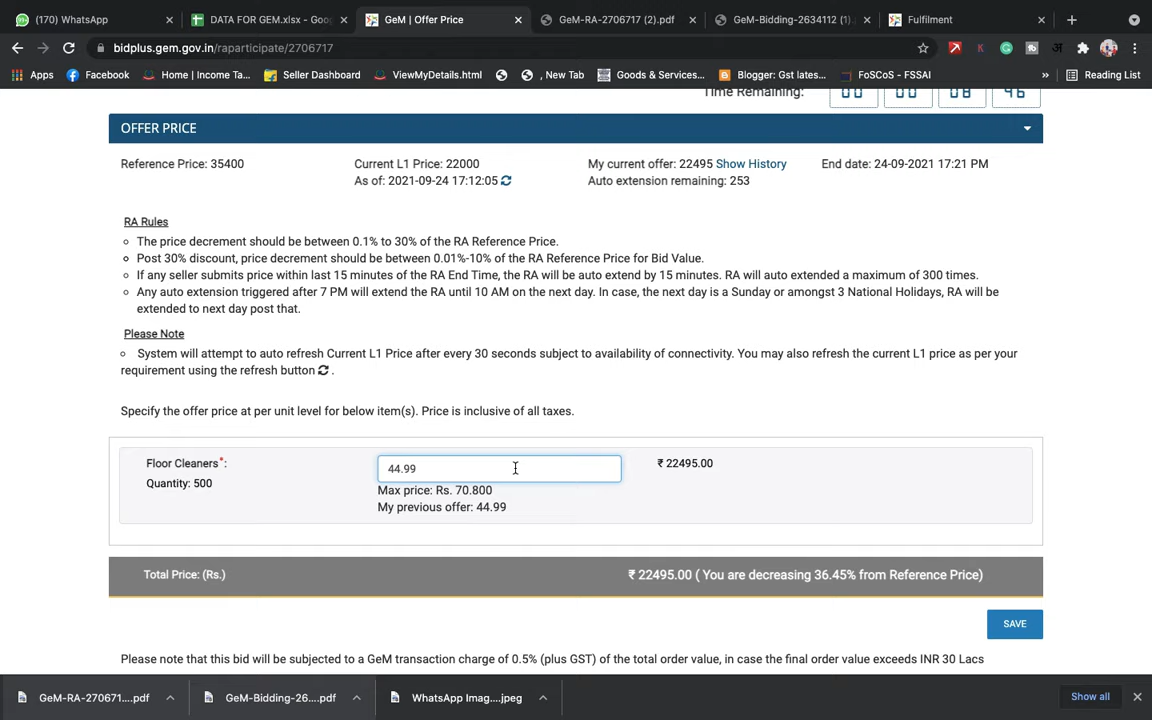 (170) WhatsApp
DATA FOR GEM.xlsx - Goo
GeM | Offer Price
GeM-RA-2706717 (2).pdf
GeM-Bidding-2634112 (1)
Fulfilment
bidplus.gem.gov.in/raparticipate/2706717
Apps
Facebook
Home | Income Ta...
Seller Dashboard
ViewMyDetails.html
, New Tab
Goods & Services...
Blogger: Gst lates...
FoSCoS - FSSAI
»
Reading List
Time Remaining:
00
00
08
46
OFFER PRICE
Reference Price: 35400
Current L1 Price: 22000
My current offer: 22495 Show History
End date: 24-09-2021 17:21 PM
As of: 2021-09-24 17:12:05
Auto extension remaining: 253
RA Rules
The price decrement should be between 0.1% to 30% of the RA Reference Price.
Post 30% discount, price decrement should be between 0.01%-10% of the RA Reference Price for Bid Value.
If any seller submits price within last 15 minutes of the RA End Time, the RA will be auto extend by 15 minutes. RA will auto extended a maximum of 300 times.
Any auto extension triggered after 7 PM will extend the RA until 10 AM on the next day. In case, the next day is a Sunday or amongst 3 National Holidays, RA will be
extended to next day post that.
Please Note
System will attempt to auto refresh Current L1 Price after every 30 seconds subject to availability of connectivity. You may also refresh the current L1 price as per your
requirement using the refresh button .
Specify the offer price at per unit level for below item(s). Price is inclusive of all taxes.
Floor Cleaners*:
44.99
₹ 22495.00
Quantity: 500
Max price: Rs. 70.800
My previous offer: 44.99
Total Price: (Rs.)
₹ 22495.00 ( You are decreasing 36.45% from Reference Price)
SAVE
Please note that this bid will be subjected to a GeM transaction charge of 0.5% (plus GST) of the total order value, in case the final order value exceeds INR 30 Lacs
GeM-RA-270671....pdf
GeM-Bidding-26....pdf
WhatsApp Imag....jpeg
Show all